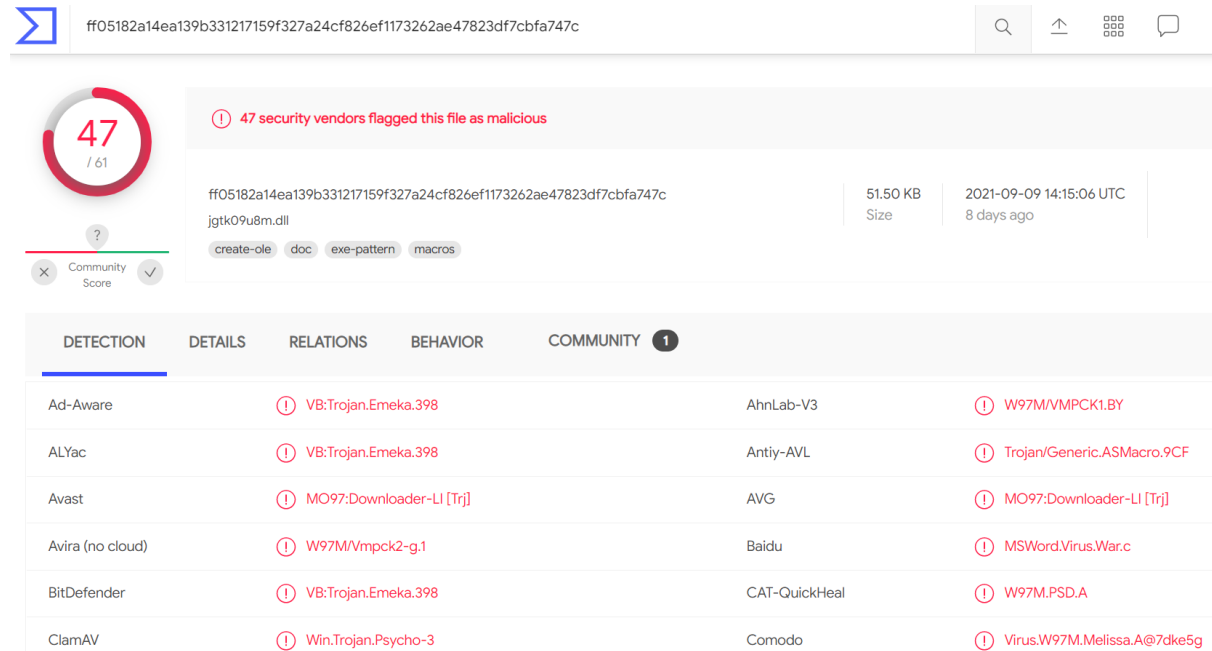 ff05182a14ea139b331217159f327a24cf826ef1173262ae47823df7cbfa747c
47
/ 61
47 security vendors flagged this file as malicious
ff05182a14ea139b331217159f327a24cf826ef1173262ae47823df7cbfa747c
51.50 KB
2021-09-09 14:15:06 UTC
Size
8 days ago
jgtk09u8m.dll
create-ole doc exe-pattern macros
?
Community
Score
DETECTION DETAILS RELATIONS BEHAVIOR COMMUNITY 1
Ad-Aware VB:Trojan.Emeka.398 AhnLab-V3 W97M/VMPCK1.BY
ALYac VB:Trojan.Emeka.398 Antiy-AVL Trojan/Generic.ASMacro.9CF
Avast MO97:Downloader-LI [Trj] AVG MO97:Downloader-LI [Trj]
Avira (no cloud) W97M/Vmpck2-g.1 Baidu MSWord.Virus.War.c
BitDefender VB:Trojan.Emeka.398 CAT-QuickHeal W97M.PSD.A
ClamAV Win.Trojan.Psycho-3 Comodo Virus.W97M.Melissa.A@7dke5g